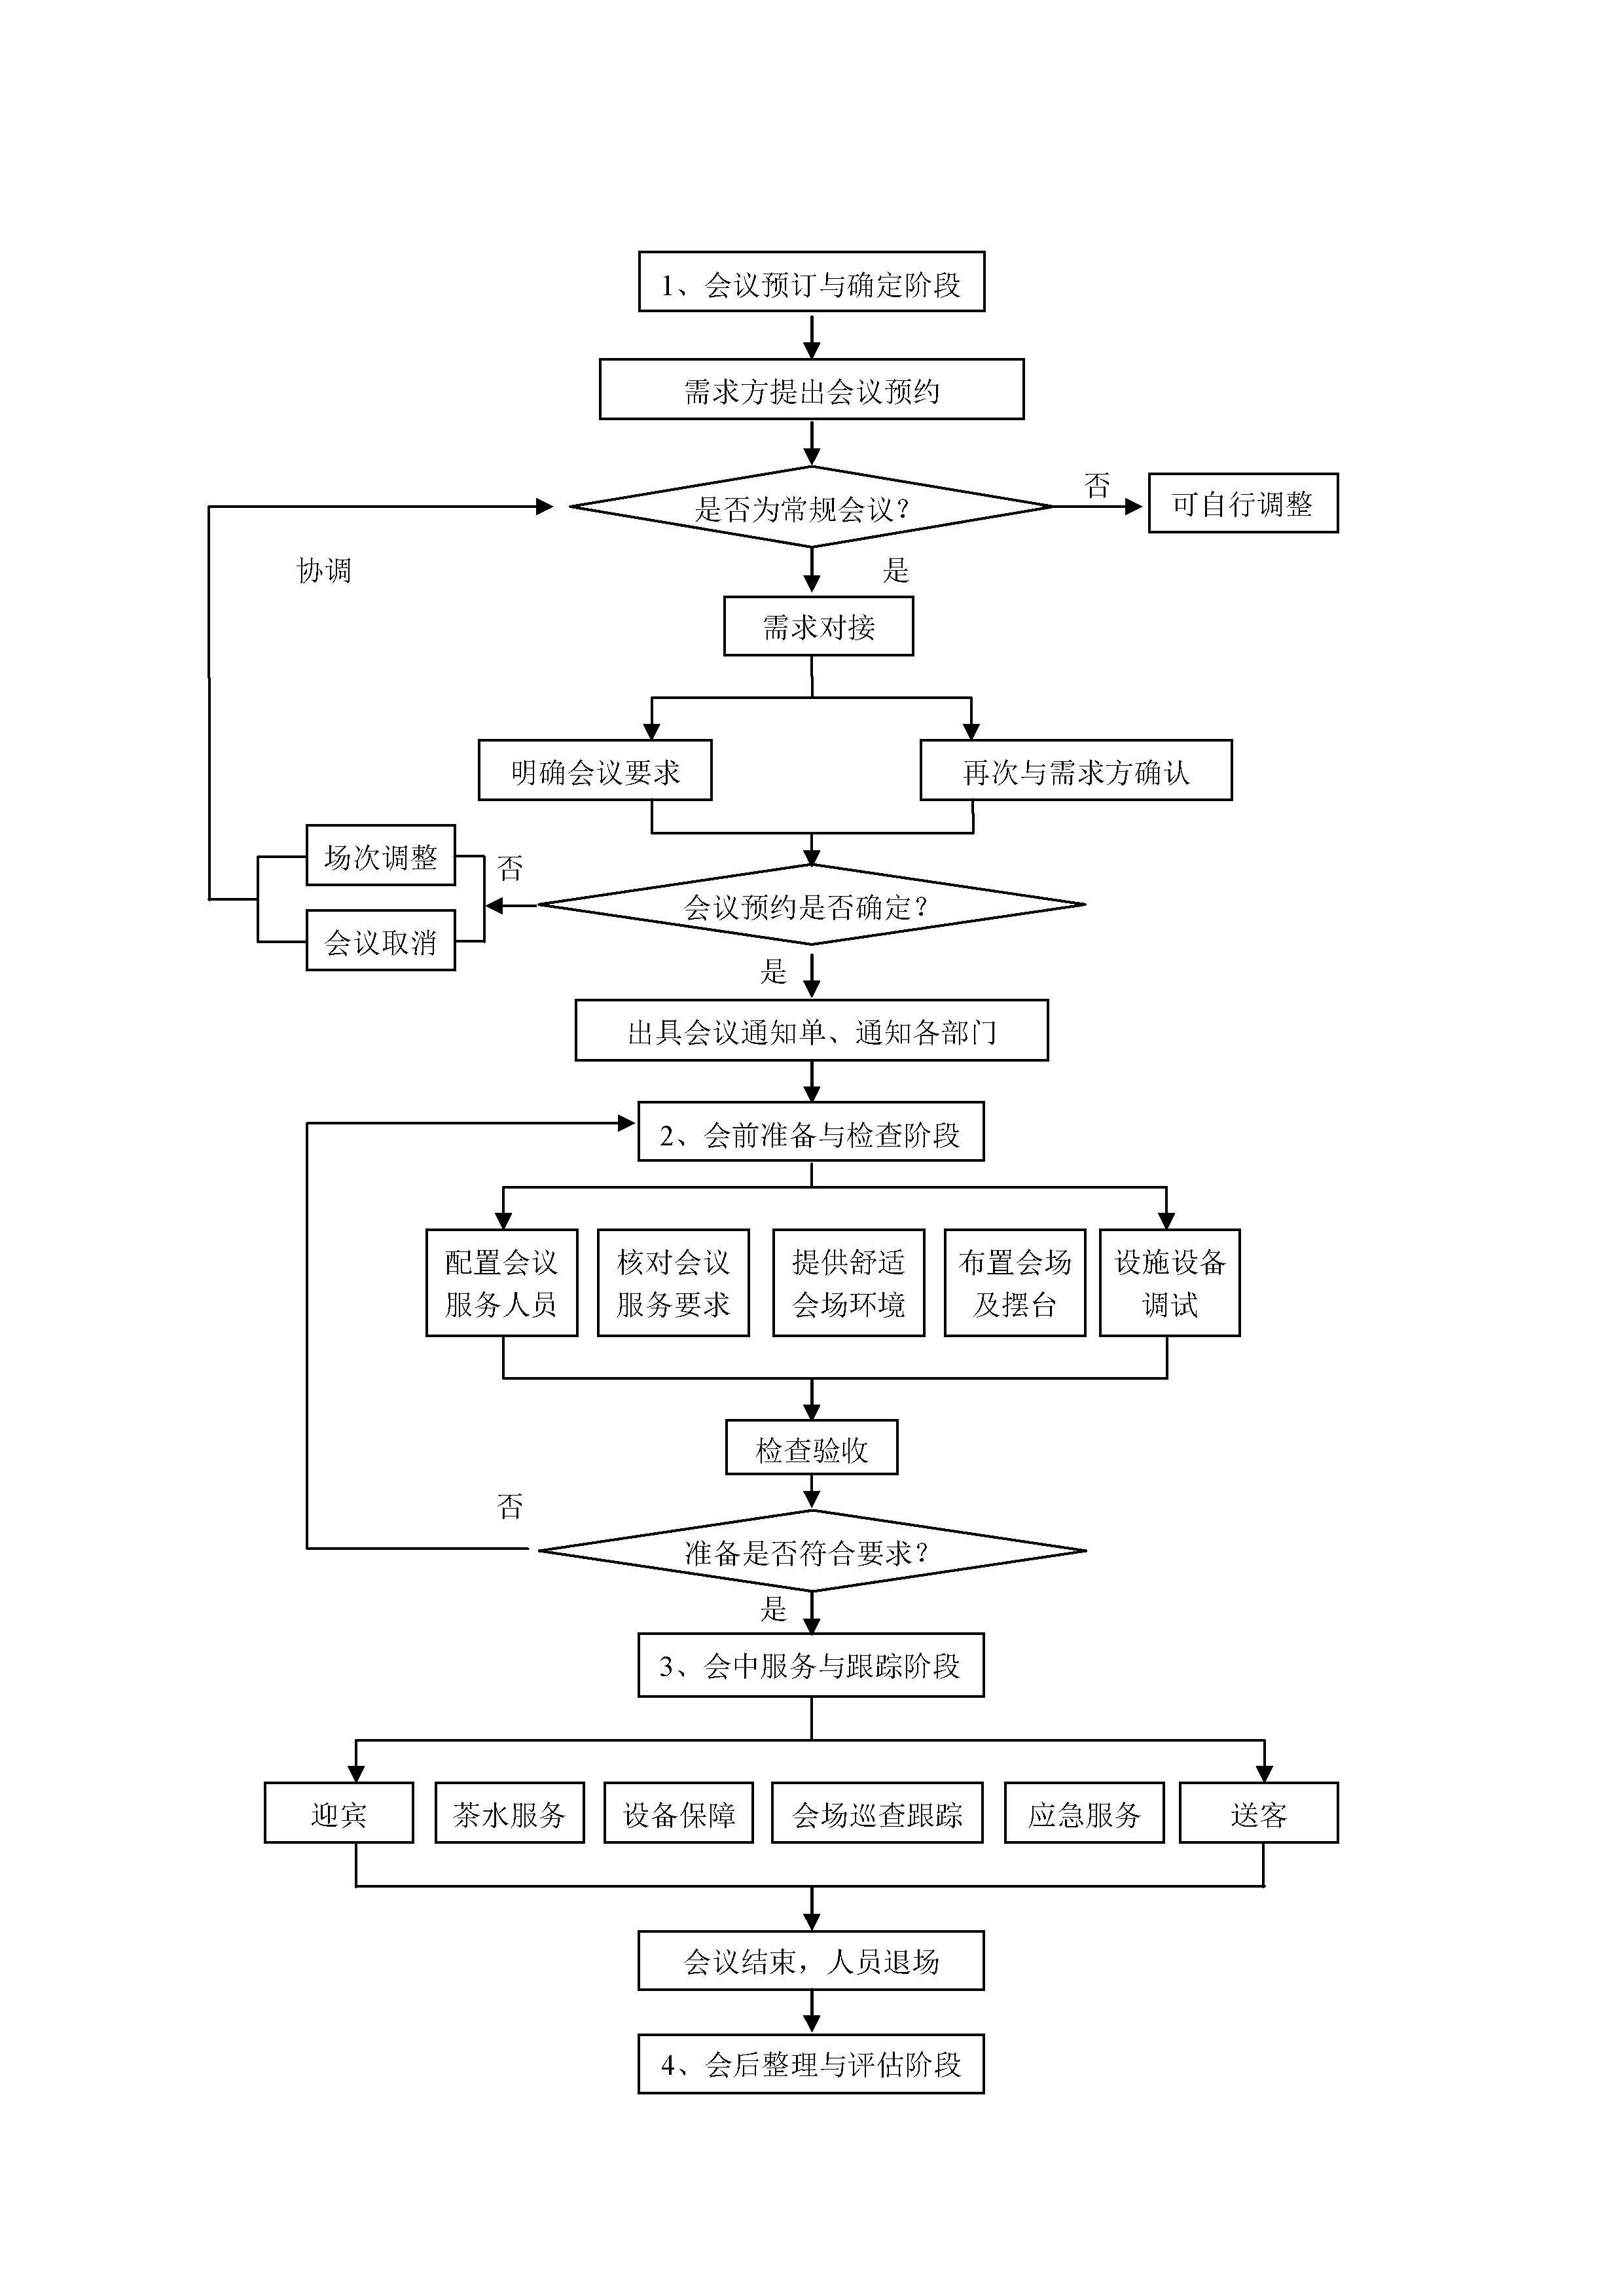 1、会议预订与确定阶段
需求方提出会议预约
是否为常规会议？
否
可自行调整
协调
是
需求对接
明确会议要求
再次与需求方确认
场次调整
否
会议取消
会议预约是否确定？
是
出具会议通知单、通知各部门
2、会前准备与检查阶段
配置会议
服务人员
核对会议
服务要求
提供舒适
会场环境
布置会场
及摆台
设施设备
调试
检查验收
否
准备是否符合要求？
是
3、会中服务与跟踪阶段
迎宾
茶水服务
设备保障
会场巡查跟踪
应急服务
送客
会议结束，人员退场
4、会后整理与评估阶段